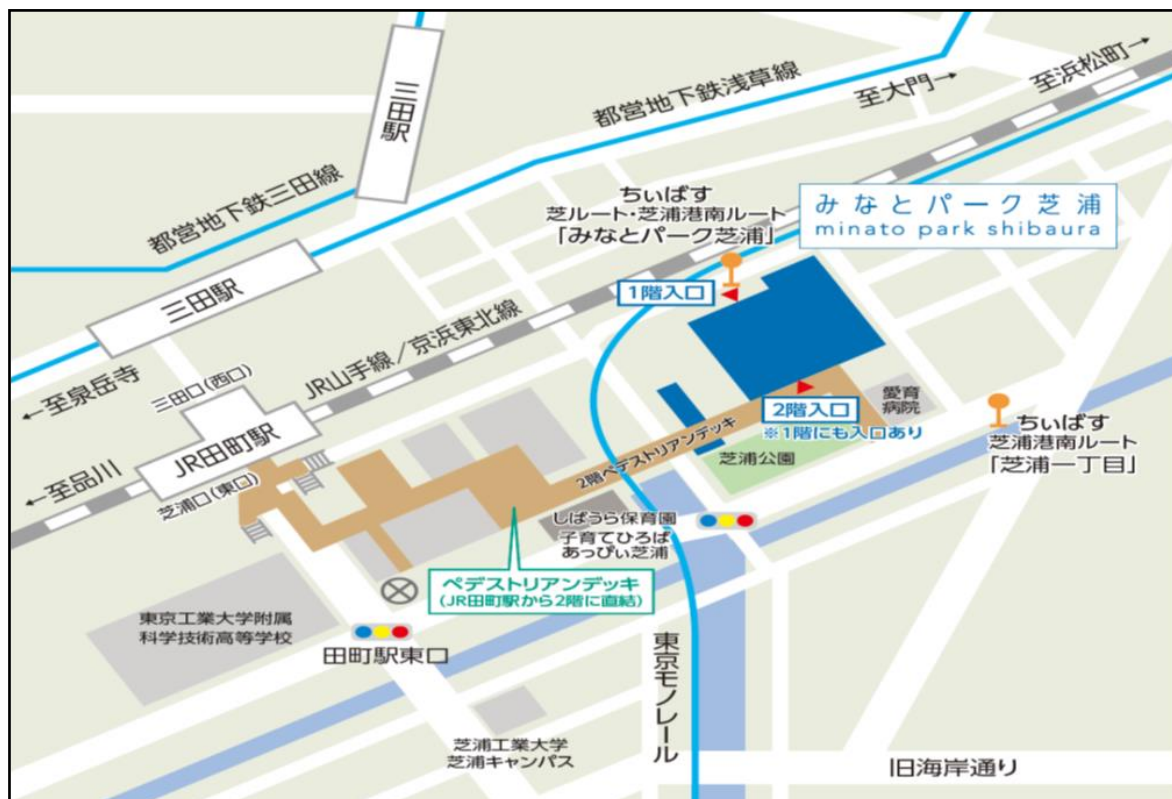 三田駅
都営地下鉄浅草線
至大門→
至浜松町→
都営地下鉄三田線
ちぃばす
芝ルート・芝浦港南ルート
「みなとパーク芝浦」
みなとパーク芝浦
minato park shibaura
1階入口
三田駅
JR山手線/京浜東北線
←至泉岳寺
三田口(西口)
JR田町駅
←至品川
芝浦口(東口)
2階ペデストリアンデッキ
2階入口
※1階にも入口あり
愛育
病院
芝浦公園
ちぃばす
芝浦港南ルート
「芝浦一丁目」
しばうら保育園
子育てひろば
あっぴぃ芝浦
ペデストリアンデッキ
(JR田町駅から2階に直結)
東京工業大学附属
科学技術高等学校
田町駅東口
東京モノレール
芝浦工業大学
芝浦キャンパス
旧海岸通り